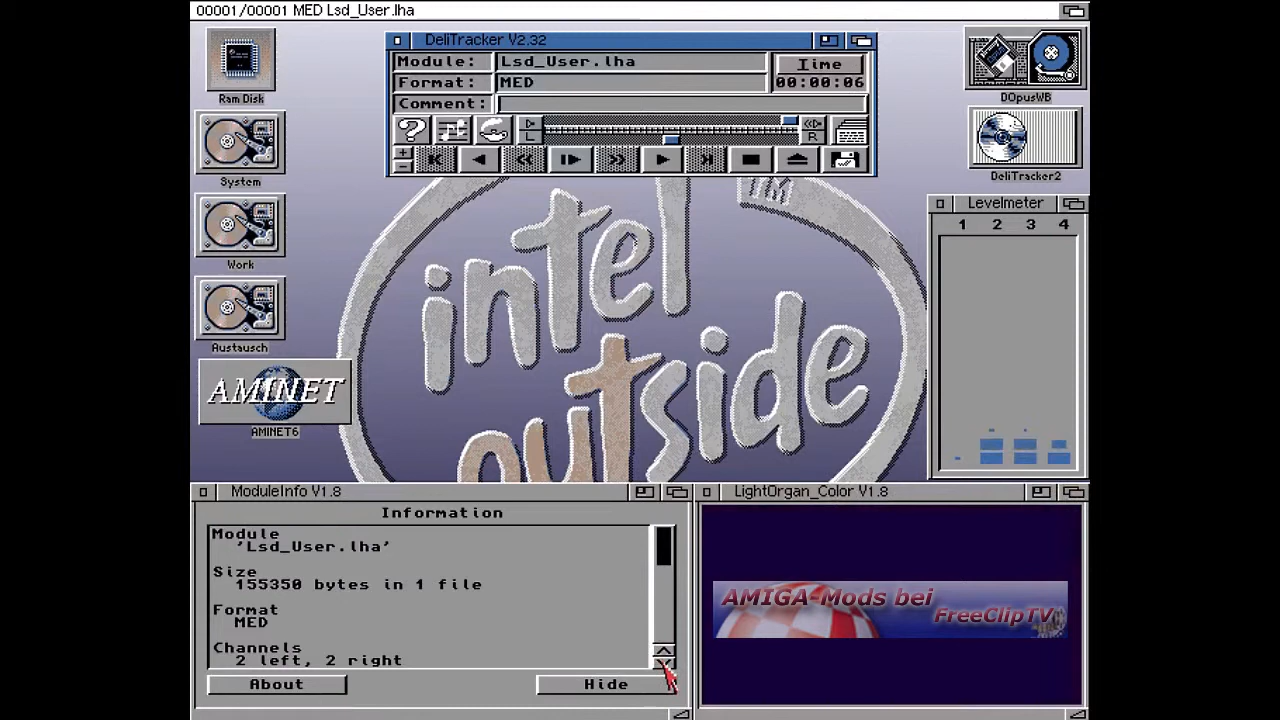 00001/00001 MED Lsd_User.lha
Ram Disk
System
Work
Austausch
AMINET
AMINET6
DeliTracker V2.32
Module: Lsd_User.lha
Time
Format: MED
00:00:06
Comment:
L
R
DOpusWB
DeliTracker2
TM
intel
outside
Levelmeter
1 2 3 4
ModuleInfo V1.8
Information
Module
'Lsd_User.lha'
Size
155350 bytes in 1 file
Format
MED
Channels
2 left, 2 right
About
Hide
LightOrgan_Color V1.8
AMIGA-Mods bei
FreeClipTV